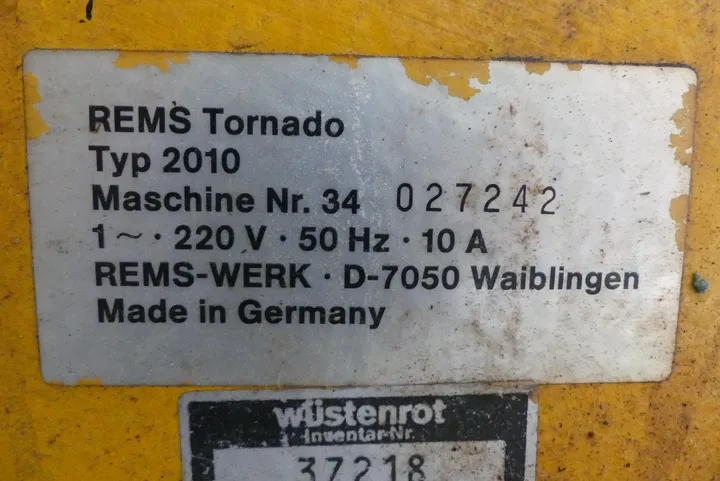 REMS Tornado
Typ 2010
Maschine Nr. 34 027242
1~ · 220 V · 50 Hz · 10 A
REMS-WERK · D-7050 Waiblingen
Made in Germany
wüstenrot
Inventar-Nr.
37218